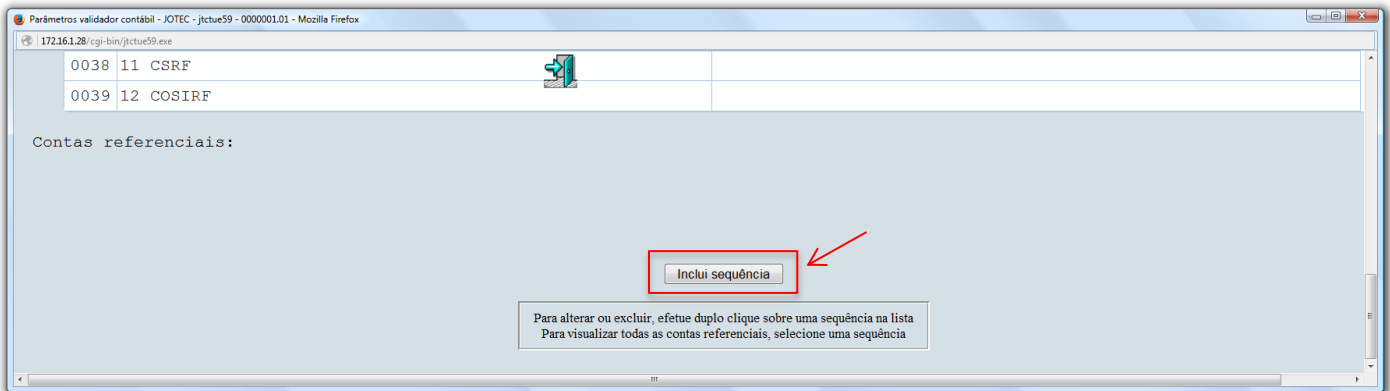 Parâmetros validador contábil - JOTEC - jtctue59 - 0000001.01 - Mozilla Firefox
172.16.1.28/cgi-bin/jtctue59.exe
0038 11 CSRF
0039 12 COSIRF
Contas referenciais:
Inclui sequência
Para alterar ou excluir, efetue duplo clique sobre uma sequência na lista
Para visualizar todas as contas referenciais, selecione uma sequência